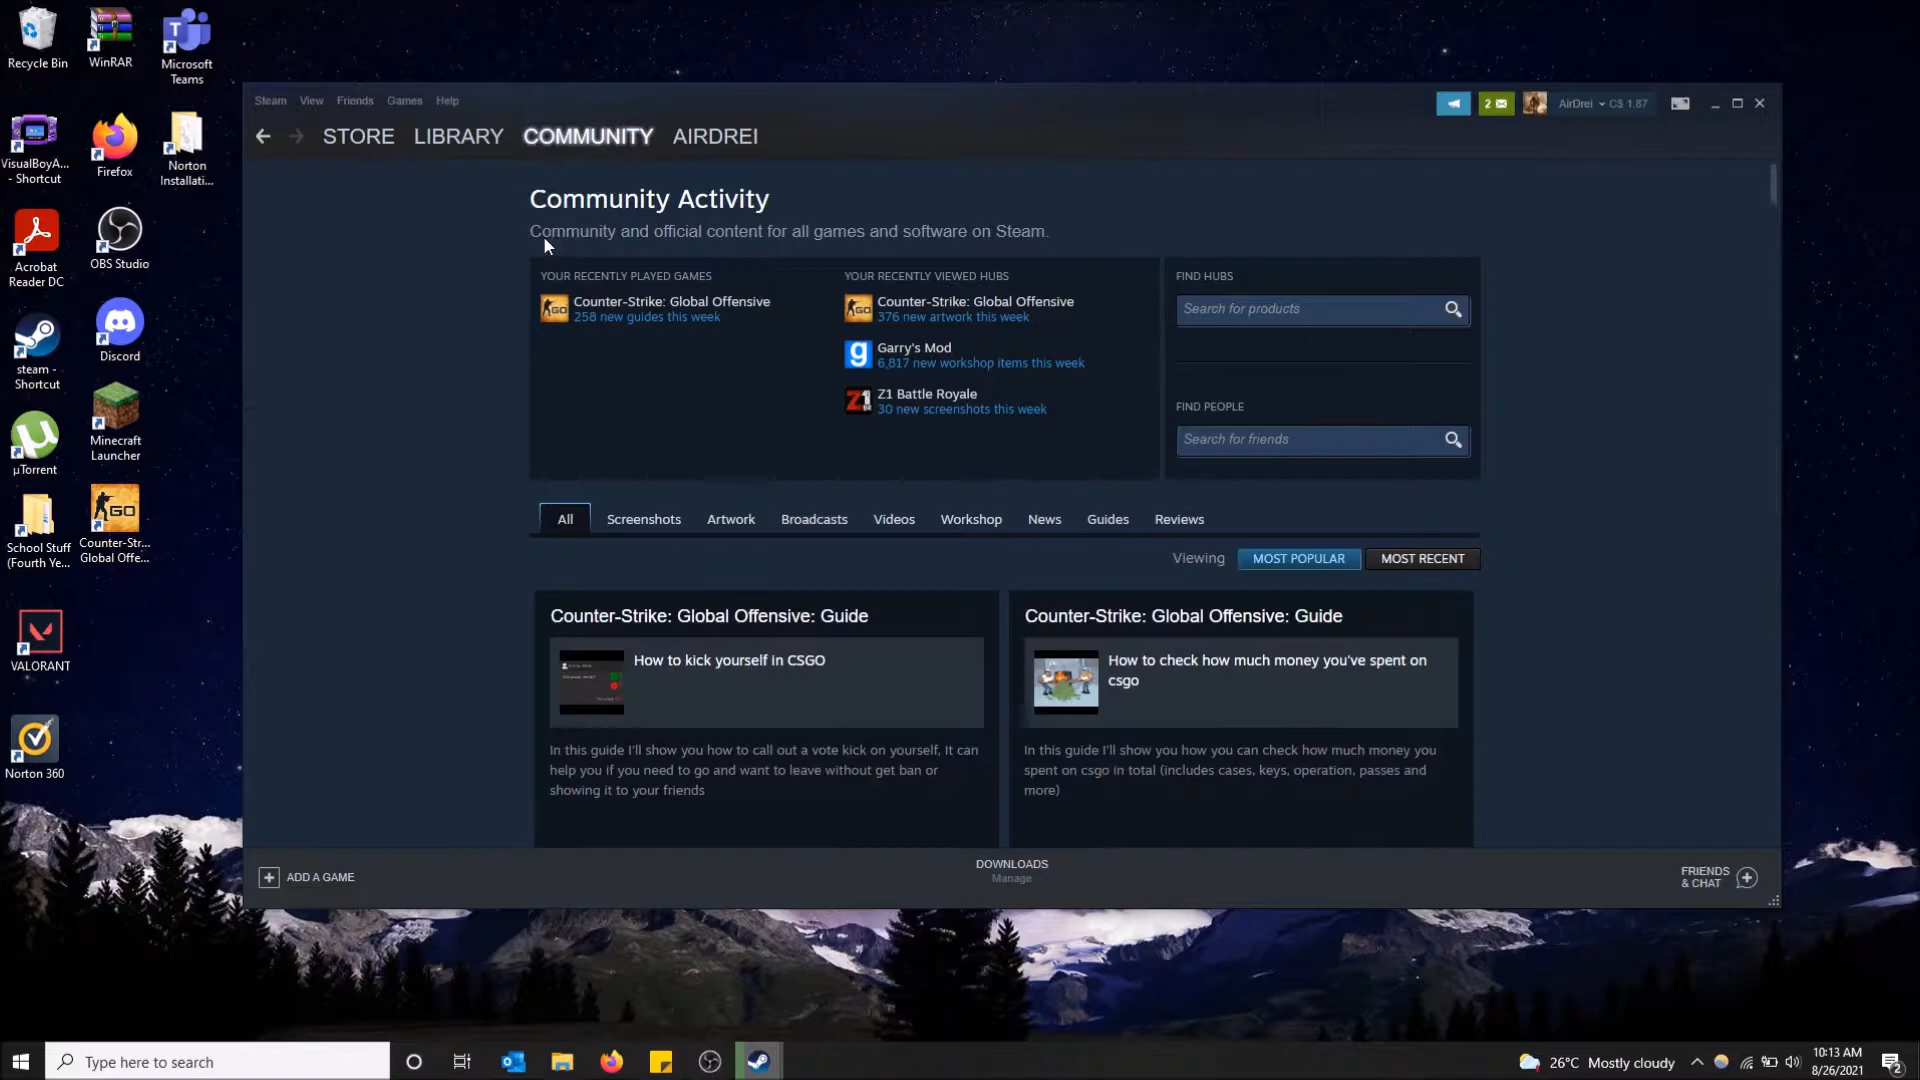 Recycle Bin
WinRAR
Microsoft
Teams
VisualBoyA...
- Shortcut
Firefox
Norton
Installati...
Acrobat
Reader DC
OBS Studio
steam -
Shortcut
Discord
µTorrent
Minecraft
Launcher
School Stuff
(Fourth Ye...
GO
Counter-Str...
Global Offe...
VALORANT
Norton 360
Steam View Friends Games Help
2
AirDrei C$ 1.87
STORE LIBRARY COMMUNITY AIRDREI
Community Activity
Community and official content for all games and software on Steam.
YOUR RECENTLY PLAYED GAMES
Counter-Strike: Global Offensive
258 new guides this week
YOUR RECENTLY VIEWED HUBS
Counter-Strike: Global Offensive
376 new artwork this week
Garry's Mod
6,817 new workshop items this week
Z1 Battle Royale
30 new screenshots this week
FIND HUBS
Search for products
FIND PEOPLE
Search for friends
All Screenshots Artwork Broadcasts Videos Workshop News Guides Reviews
Viewing MOST POPULAR MOST RECENT
Counter-Strike: Global Offensive: Guide
How to kick yourself in CSGO
In this guide I'll show you how to call out a vote kick on yourself, it can
help you if you need to go and want to leave without get ban or
showing it to your friends
Counter-Strike: Global Offensive: Guide
How to check how much money you've spent on
csgo
In this guide I'll show you how you can check how much money you
spent on csgo in total (includes cases, keys, operation, passes and
more)
ADD A GAME
DOWNLOADS
Manage
FRIENDS
& CHAT
Type here to search
26°C Mostly cloudy
10:13 AM
8/26/2021
2